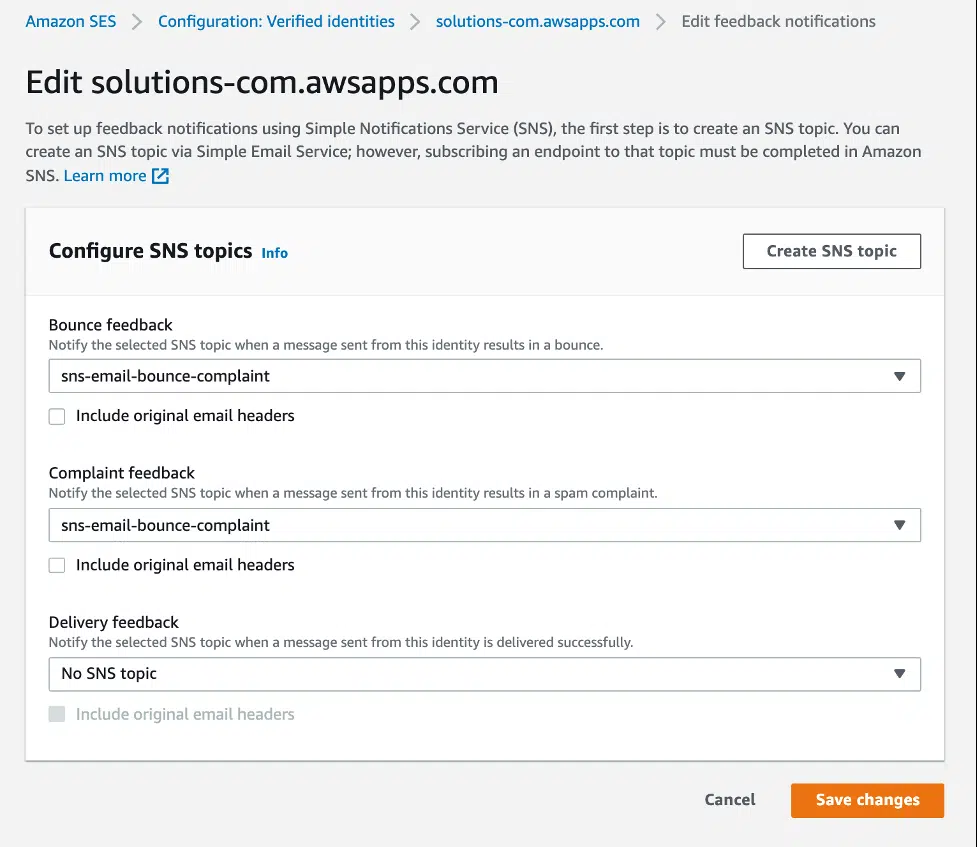 Amazon SES > Configuration: Verified identities > solutions-com.awsapps.com > Edit feedback notifications
Edit solutions-com.awsapps.com
To set up feedback notifications using Simple Notifications Service (SNS), the first step is to create an SNS topic. You can
create an SNS topic via Simple Email Service; however, subscribing an endpoint to that topic must be completed in Amazon
SNS. Learn more
Configure SNS topics Info
Create SNS topic
Bounce feedback
Notify the selected SNS topic when a message sent from this identity results in a bounce.
sns-email-bounce-complaint
Include original email headers
Complaint feedback
Notify the selected SNS topic when a message sent from this identity results in a spam complaint.
sns-email-bounce-complaint
Include original email headers
Delivery feedback
Notify the selected SNS topic when a message sent from this identity is delivered successfully.
No SNS topic
Include original email headers
Cancel
Save changes